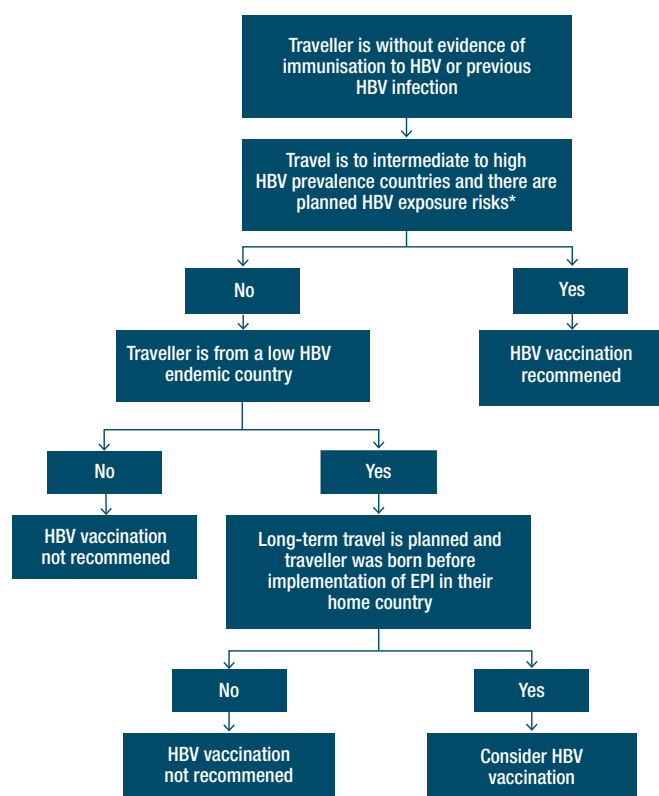 Traveller is without evidence of
immunisation to HBV or previous
HBV infection
Travel is to intermediate to high
HBV prevalence countries and there are
planned HBV exposure risks*
No
Yes
Traveller is from a low HBV
endemic country
HBV vaccination
recommened
No
Yes
HBV vaccination
not recommened
Long-term travel is planned and
traveller was born before
implementation of EPI in their
home country
No
Yes
HBV vaccination
not recommened
Consider HBV
vaccination